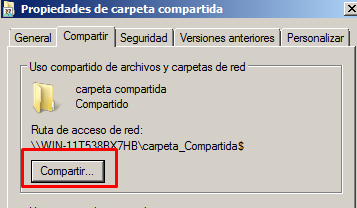 Propiedades de carpeta compartida
General Compartir Seguridad Versiones anteriores Personalizar
Uso compartido de archivos y carpetas de red
carpeta compartida
Compartido
Ruta de acceso de red:
\\WIN-11T538BX7HB\carpeta_Compartida$
Compartir...